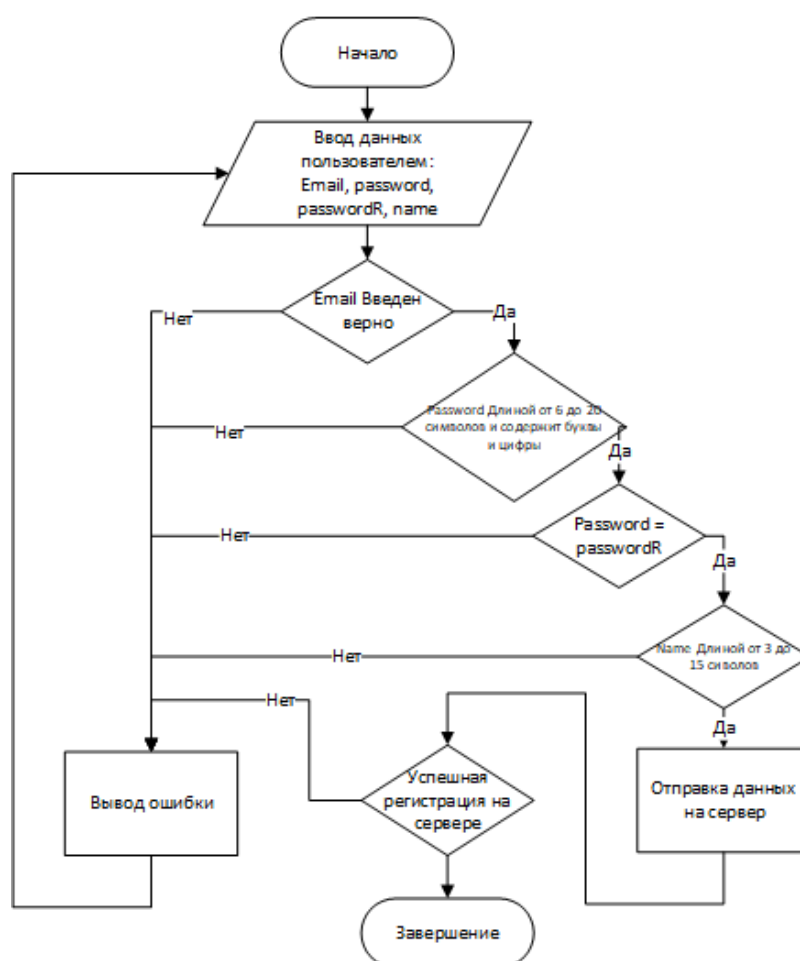 Начало
Ввод данных
пользователем:
Email, password,
passwordR, name
Email Введен
верно
Нет
Да
Password Длиной от 6 до 20
символов и содержит буквы
и цифры
Нет
Да
Password =
passwordR
Нет
Да
Name Длиной от 3 до
15 сиволов
Нет
Да
Нет
Успешная
регистрация на
сервере
Отправка данных
на сервер
Вывод ошибки
Завершение